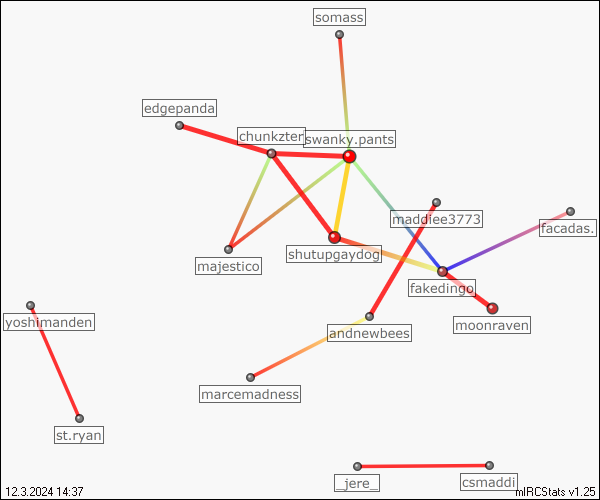 somass
edgepanda
chunkzter
swanky.pants
maddiee3773
facadas.
shutupgaydog
majestico
fakedingo
yoshimanden
moonraven
andnewbees
marcemadness
st.ryan
_jere_
csmaddi
12.3.2024 14:37
mIRCStats v1.25